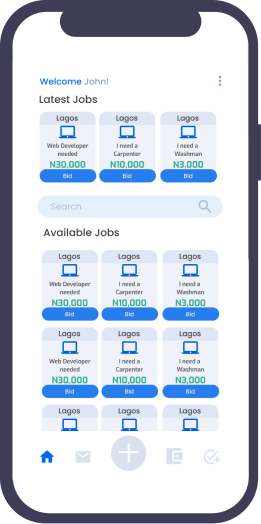 Welcome John!
Latest Jobs
Lagos Lagos Lagos
Web Developer I need a I need a
needed Carpenter Washman
N30,000 N10,000 N3,000
Bid Bid Bid
Search
Available Jobs
Lagos Lagos Lagos
Web Developer I need a I need a
needed Carpenter Washman
N30,000 N10,000 N3,000
Bid Bid Bid
Lagos Lagos Lagos
Web Developer I need a I need a
needed Carpenter Washman
N30,000 N10,000 N3,000
Bid Bid Bid
Lagos Lagos Lagos